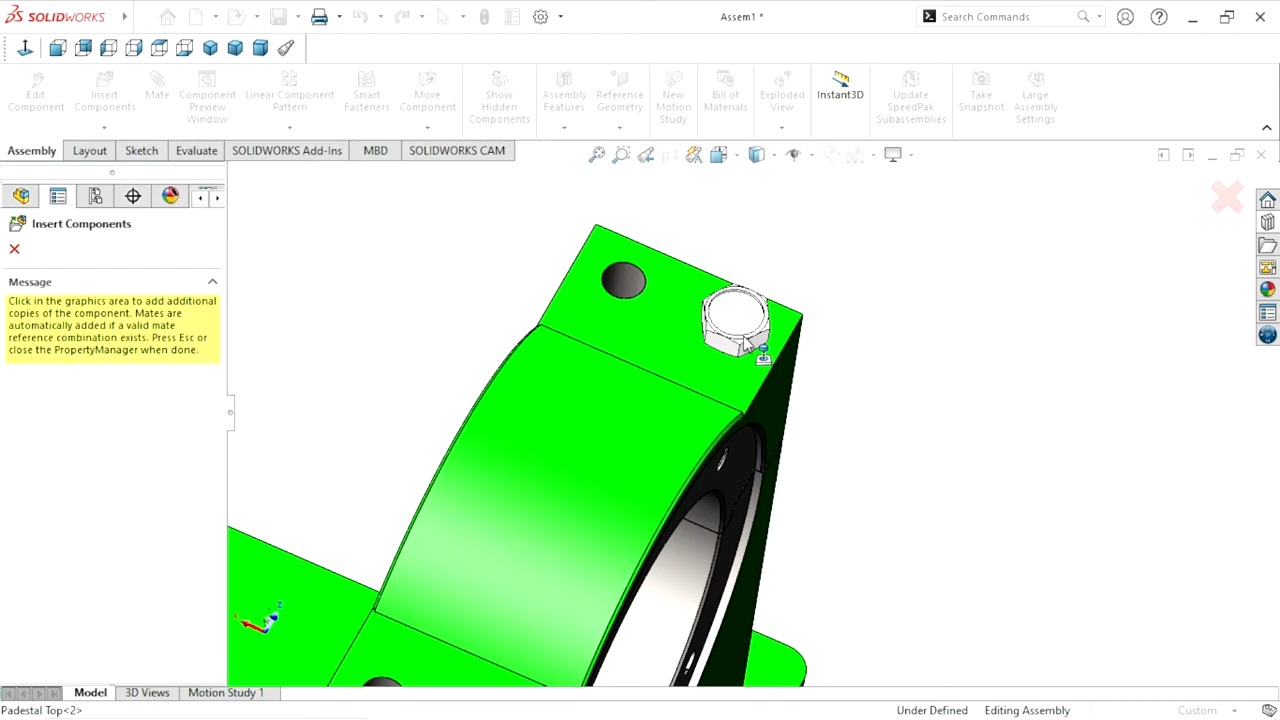 SOLIDWORKS
Assem1 *
Search Commands
Edit Component
Insert Components
Mate
Component Preview Window
Linear Component Pattern
Smart Fasteners
Move Component
Show Hidden Components
Assembly Features
Reference Geometry
New Motion Study
Bill of Materials
Exploded View
Instant3D
Update SpeedPak Subassemblies
Take Snapshot
Large Assembly Settings
Assembly
Layout
Sketch
Evaluate
SOLIDWORKS Add-Ins
MBD
SOLIDWORKS CAM
Insert Components
Message
Click in the graphics area to add additional
copies of the component. Mates are
automatically added if a valid mate
reference combination exists. Press Esc or
close the PropertyManager when done.
X
Z
Model
3D Views
Motion Study 1
Padestal Top<2>
Under Defined
Editing Assembly
Custom